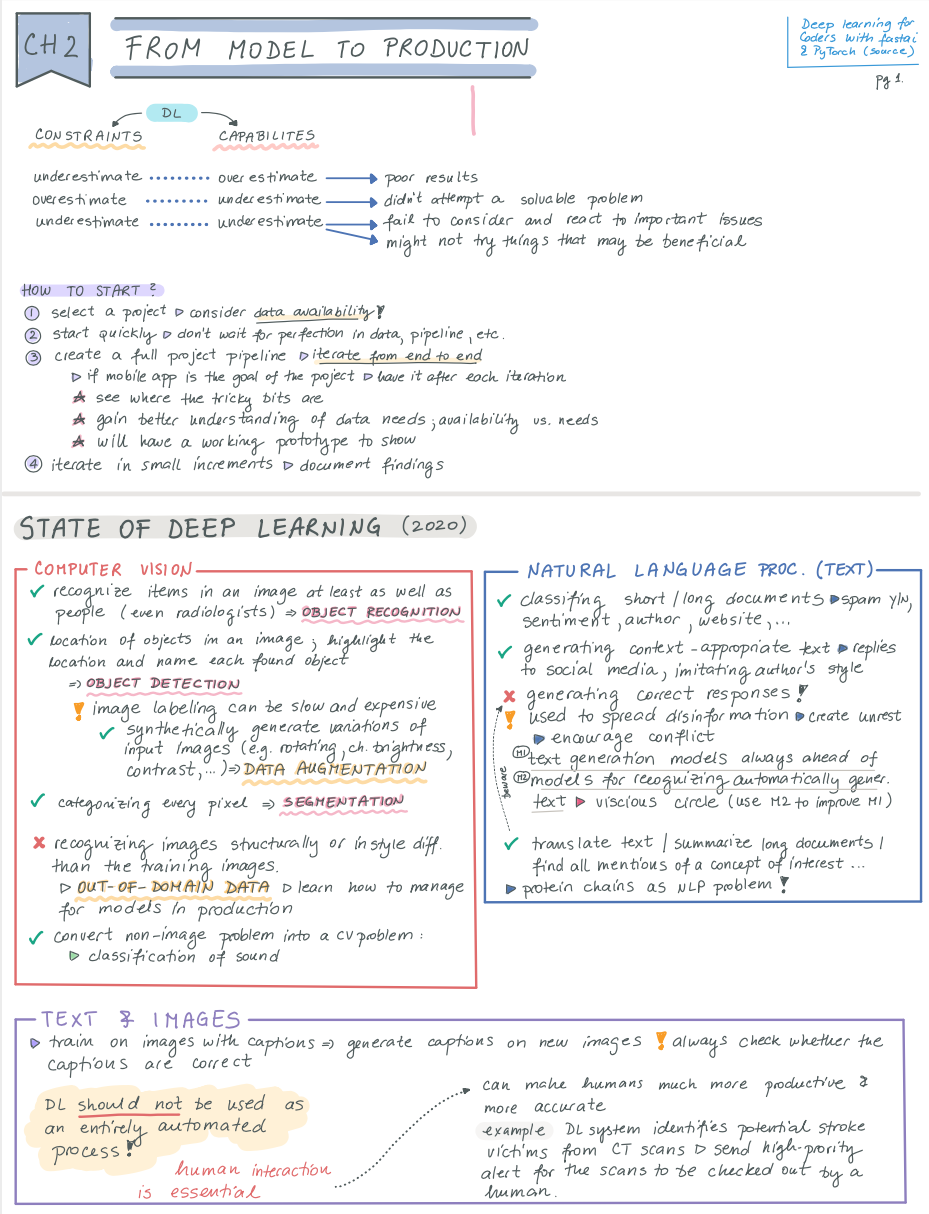 CH2
FROM MODEL TO PRODUCTION
Deep learning for
Coders with fastai
& PyTorch (source)
pg 1.
DL
CONSTRAINTS CAPABILITES
underestimate overestimate poor results
overestimate underestimate didn't attempt a soluvable problem
underestimate underestimate fail to consider and react to important issues
might not try things that may be beneficial
HOW TO START?
1 select a project ▷ consider data availability!
2 start quickly ▷ don't wait for perfection in data, pipeline, etc.
3 create a full project pipeline ▷ iterate from end to end
▷ if mobile app is the goal of the project ▷ have it after each iteration
see where the tricky bits are
gain better understanding of data needs; availability vs. needs
will have a working prototype to show
4 iterate in small increments ▷ document findings
STATE OF DEEP LEARNING (2020)
COMPUTER VISION
✓ recognize items in an image at least as well as
people (even radiologists) ⇒ OBJECT RECOGNITION
✓ location of objects in an image; highlight the
location and name each found object
⇒ OBJECT DETECTION
! image labeling can be slow and expensive
✓ synthetically generate variations of
input images (e.g. rotating, ch. brightness,
contrast,...) ⇒ DATA AUGMENTATION
✓ categorizing every pixel ⇒ SEGMENTATION
✗ recognizing images structurally or in style diff.
than the training images.
▷ OUT-OF-DOMAIN DATA ▷ learn how to manage
for models in production
✓ convert non-image problem into a CV problem:
▷ classification of sound
NATURAL LANGUAGE PROC. (TEXT)
✓ classifing short/long documents ▶ spam Y/N,
sentiment, author, website,...
✓ generating context-appropriate text ▶ replies
to social media, imitating author's style
✗ generating correct responses!
! used to spread disinformation ▶ create unrest
▶ encourage conflict
M1 text generation models always ahead of
M2 models for recognizing automatically gener.
text ▶ viscious circle (use M2 to improve M1)
beware
✓ translate text / summarize long documents /
find all mentions of a concept of interest ...
▶ protein chains as NLP problem!
TEXT & IMAGES
▷ train on images with captions ⇒ generate captions on new images ! always check whether the
captions are correct
DL should not be used as
an entirely automated
process!
human interaction
is essential
can make humans much more productive &
more accurate
example DL system identifies potential stroke
victims from CT scans ▷ send high-prority
alert for the scans to be checked out by a
human.